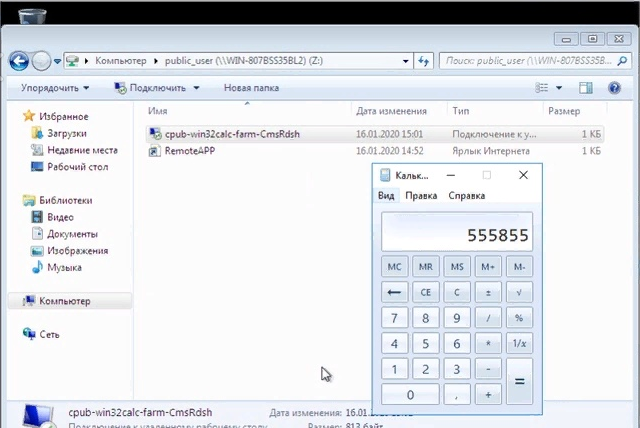 Компьютер ▸ public_user (\\WIN-807BSS35BL2) (Z:)
Поиск: public_user (\\WIN-807BSS35B...
Упорядочить
Подключить
Новая папка
Имя
Дата изменения
Тип
Размер
Избранное
Загрузки
Недавние места
Рабочий стол
Библиотеки
Видео
Документы
Изображения
Музыка
Компьютер
Сеть
cpub-win32calc-farm-CmsRdsh 16.01.2020 15:01 Подключение к у... 1 КБ
RemoteAPP 16.01.2020 14:52 Ярлык Интернета 1 КБ
Кальк...
Вид Правка Справка
555855
MC MR MS M+ M-
← CE C ± √
7 8 9 / %
4 5 6 * 1/x
1 2 3 - =
0 , +
cpub-win32calc-farm-CmsRdsh Дата изменения: 16.01.2020
Подключение к удаленному рабочему столу Размер: 813 байт